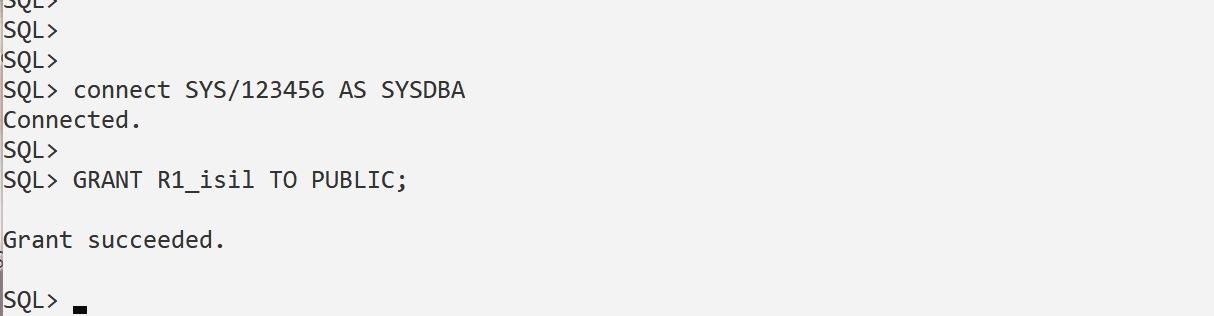 SQL>
SQL>
SQL>
SQL> connect SYS/123456 AS SYSDBA
Connected.
SQL>
SQL> GRANT R1_isil TO PUBLIC;
Grant succeeded.
SQL>